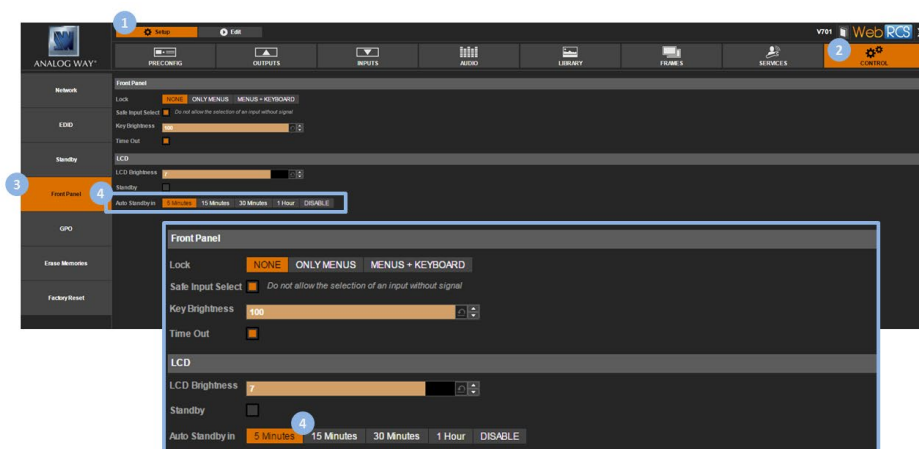 1
Setup Edit
V701 Web RCS
2
ANALOG WAY®
PRECONFIG OUTPUTS INPUTS AUDIO LIBRARY FRAMES SERVICES CONTROL
Network
EDID
Standby
3 Front Panel
GPO
Erase Memories
Factory Reset
Front Panel
Lock NONE ONLY MENUS MENUS + KEYBOARD
Safe Input Select Do not allow the selection of an input without signal
Key Brightness 100
Time Out
LCD
LCD Brightness 7
Standby
4
Auto Standby in 5 Minutes 15 Minutes 30 Minutes 1 Hour DISABLE
Front Panel
Lock NONE ONLY MENUS MENUS + KEYBOARD
Safe Input Select Do not allow the selection of an input without signal
Key Brightness 100
Time Out
LCD
LCD Brightness 7
Standby
4
Auto Standby in 5 Minutes 15 Minutes 30 Minutes 1 Hour DISABLE